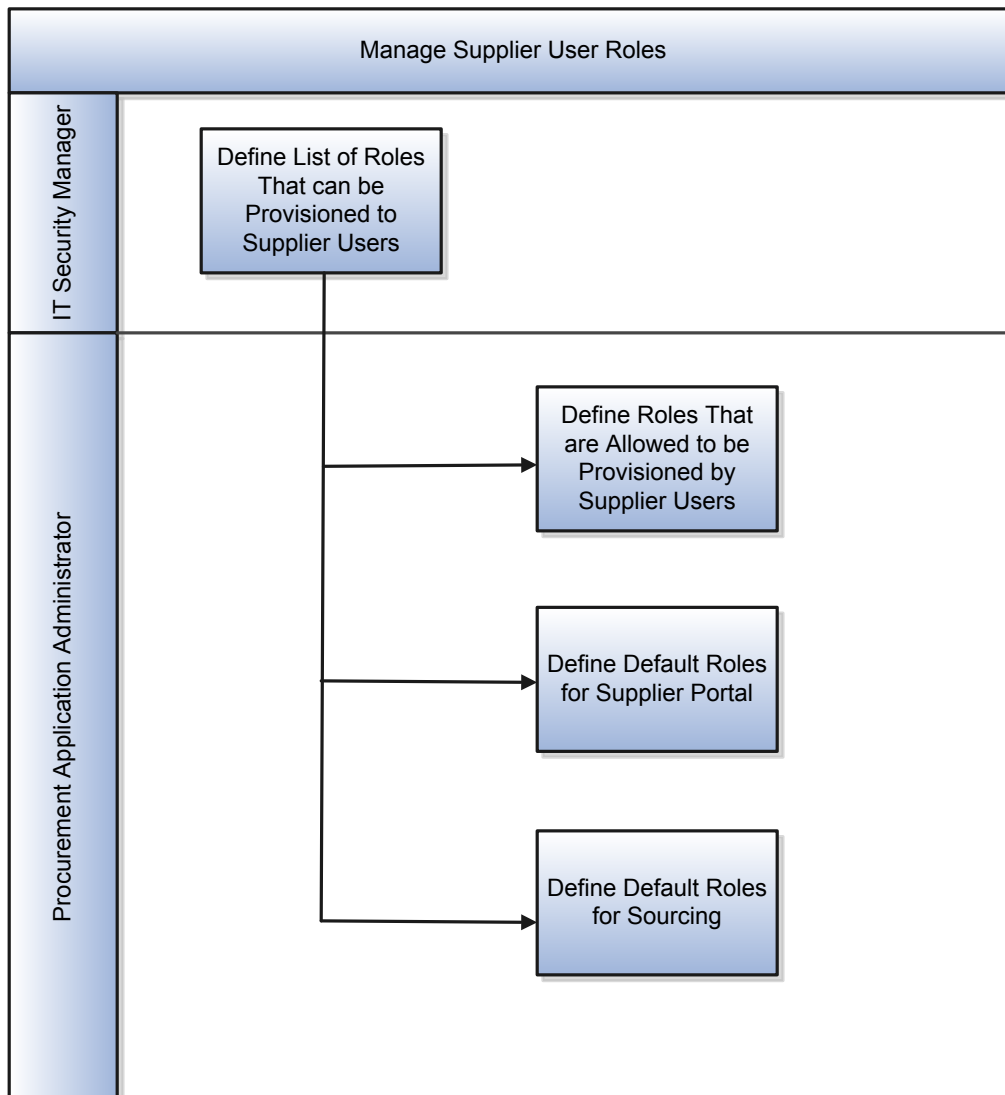 Manage Supplier User Roles
IT Security Manager
Define List of Roles
That can be
Provisioned to
Supplier Users
Procurement Application Administrator
Define Roles That
are Allowed to be
Provisioned by
Supplier Users
Define Default Roles
for Supplier Portal
Define Default Roles
for Sourcing